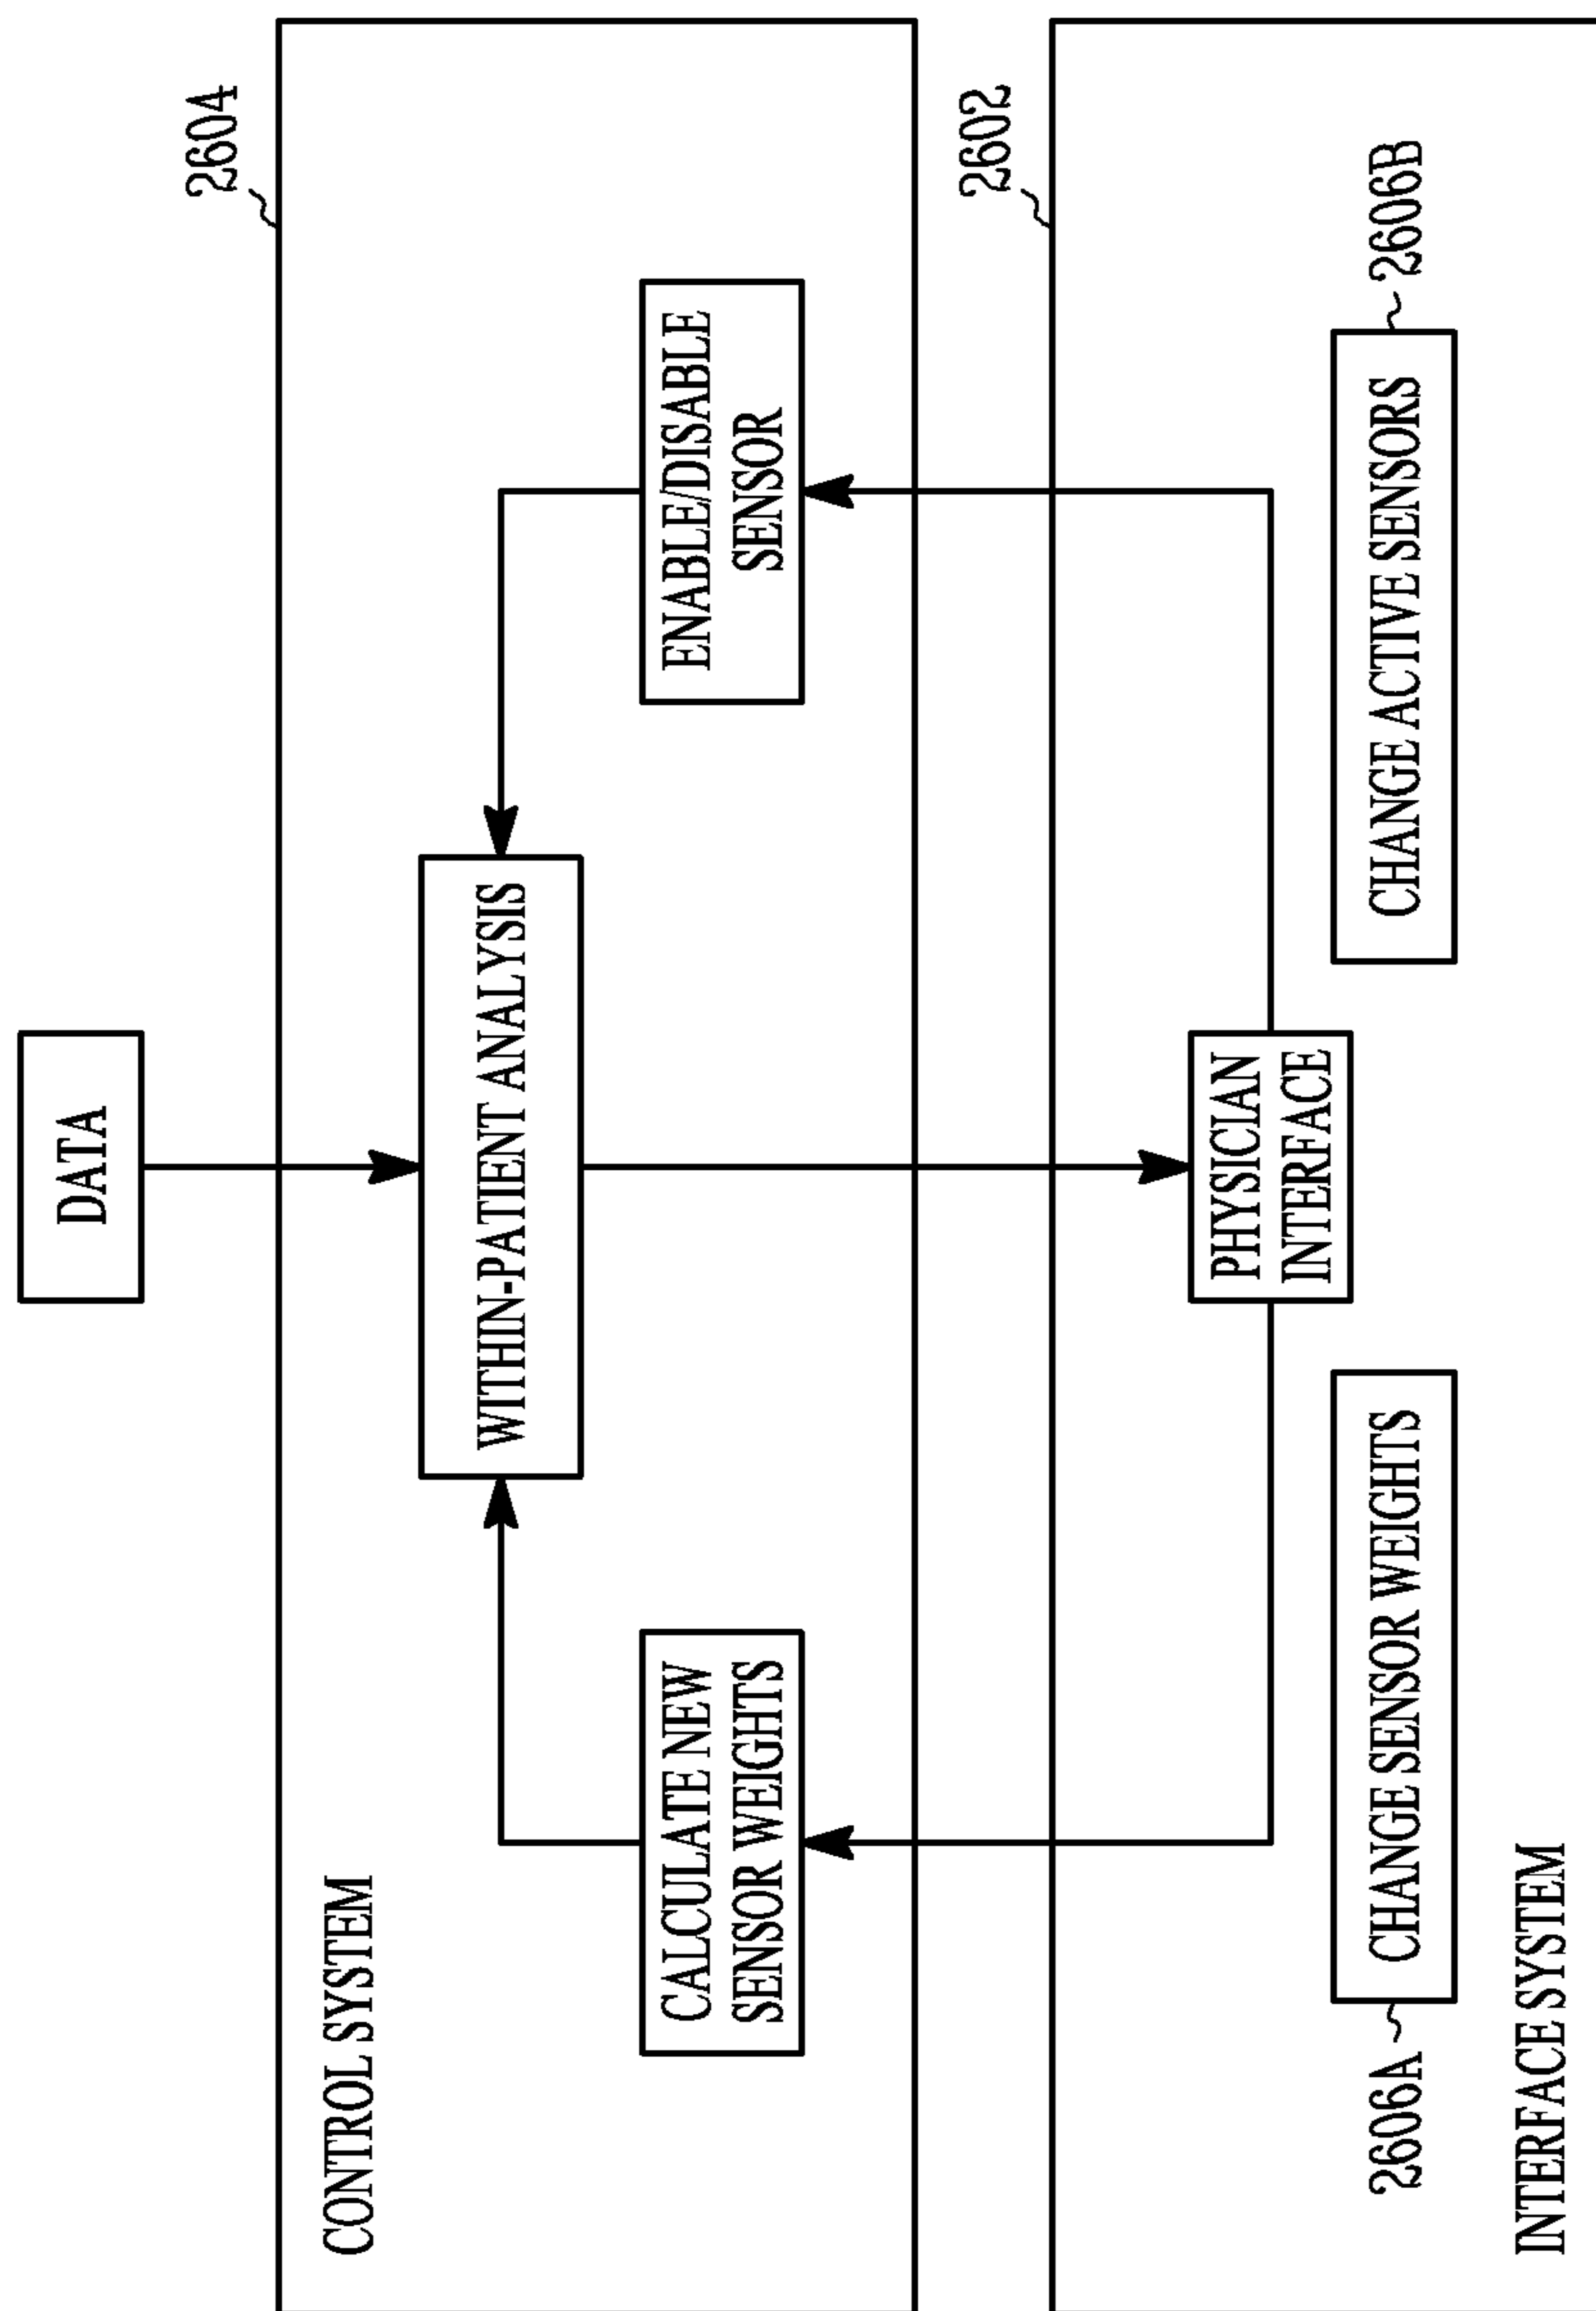 DATA
2604
CONTROL SYSTEM
WITHIN-PATIENT ANALYSIS
CALCULATE NEW
SENSOR WEIGHTS
ENABLE/DISABLE
SENSOR
2602
PHYSICIAN
INTERFACE
2606A
CHANGE SENSOR WEIGHTS
CHANGE ACTIVE SENSORS
2606B
INTERFACE SYSTEM